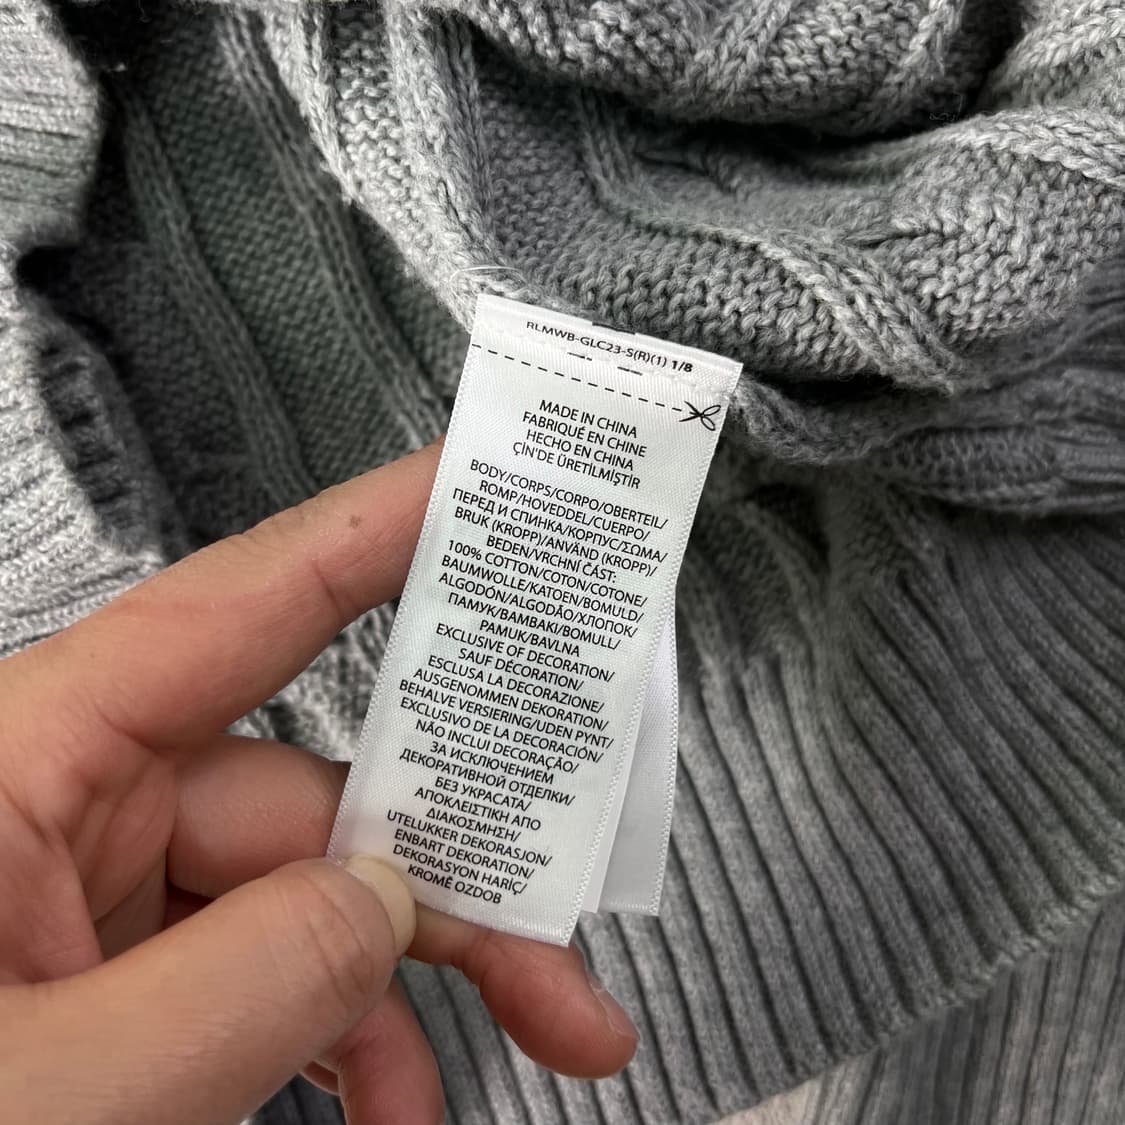 RLMWB-GLC23-S(R)(1) 1/8
MADE IN CHINA
FABRIQUÉ EN CHINE
HECHO EN CHINA
ÇİN'DE ÜRETİLMİŞTİR
BODY/CORPS/CORPO/OBERTEIL/
ROMP/HOVEDDEL/CUERPO/
ПЕРЕД И СПИНКА/КОРПУС/ΣΩΜΑ/
BRUK (KROPP)/ANVÄND (KROPP)/
BEDEN/VRCHNÍ ČÁST:
100% COTTON/COTON/COTONE/
BAUMWOLLE/KATOEN/BOMULD/
ALGODÓN/ALGODÃO/ХЛОПОК/
ПАМУК/BAMBAKI/BOMULL/
PAMUK/BAVLNA
EXCLUSIVE OF DECORATION/
SAUF DÉCORATION/
ESCLUSA LA DECORAZIONE/
AUSGENOMMEN DEKORATION/
BEHALVE VERSIERING/UDEN PYNT/
EXCLUSIVO DE LA DECORACIÓN/
NÃO INCLUI DECORAÇÃO/
ЗА ИСКЛЮЧЕНИЕМ
ДЕКОРАТИВНОЙ ОТДЕЛКИ/
БЕЗ УКРАСАТА/
ΑΠΟΚΛΕΙΣΤΙΚΗ ΑΠΟ
ΔΙΑΚΟΣΜΗΣΗ/
UTELUKKER DEKORASJON/
ENBART DEKORATION/
DEKORASYON HARİÇ/
KROMĚ OZDOB